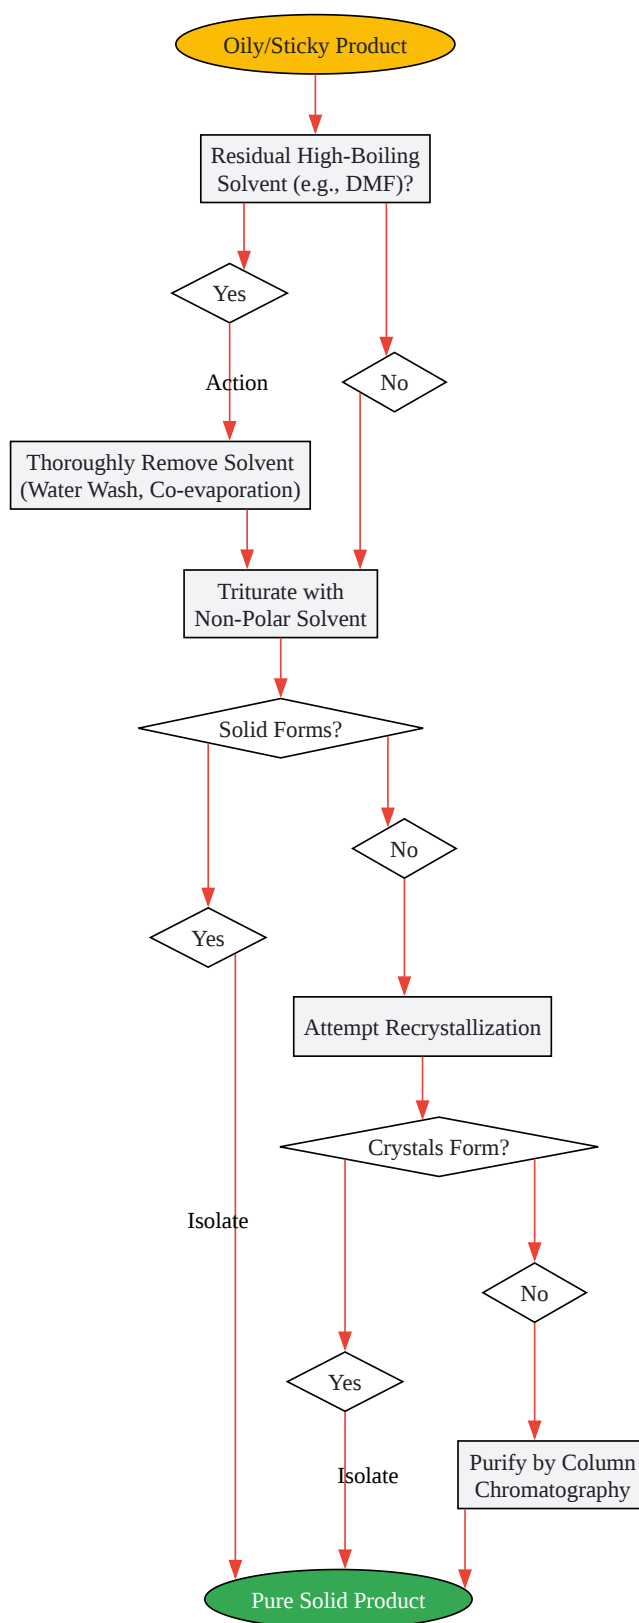 Oily/Sticky Product
Residual High-Boiling
Solvent (e.g., DMF)?
Yes
No
Action
Thoroughly Remove Solvent
(Water Wash, Co-evaporation)
Triturate with
Non-Polar Solvent
Solid Forms?
No
Yes
Attempt Recrystallization
Crystals Form?
Isolate
No
Yes
Purify by Column
Chromatography
Isolate
Pure Solid Product